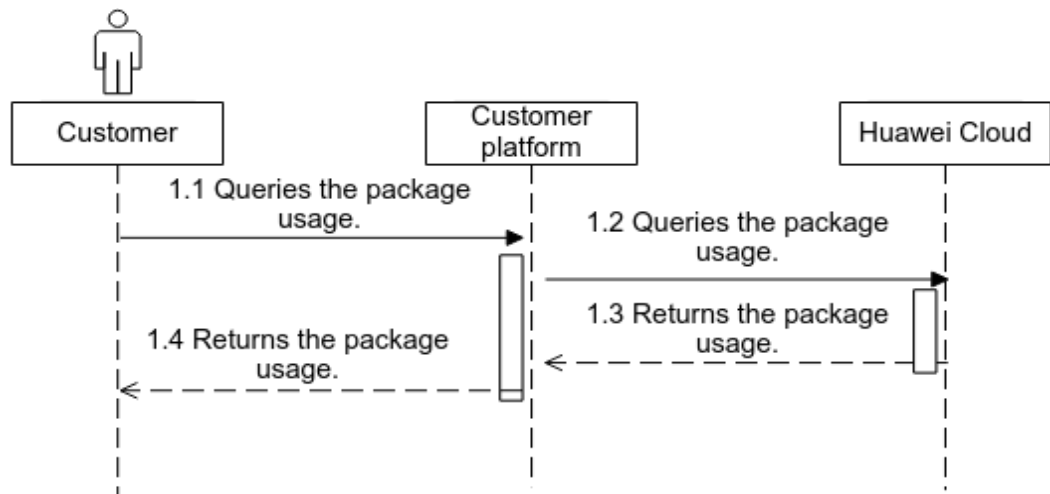 Customer
Customer
platform
Huawei Cloud
1.1 Queries the package
usage.
1.2 Queries the package
usage.
1.3 Returns the package
usage.
1.4 Returns the package
usage.